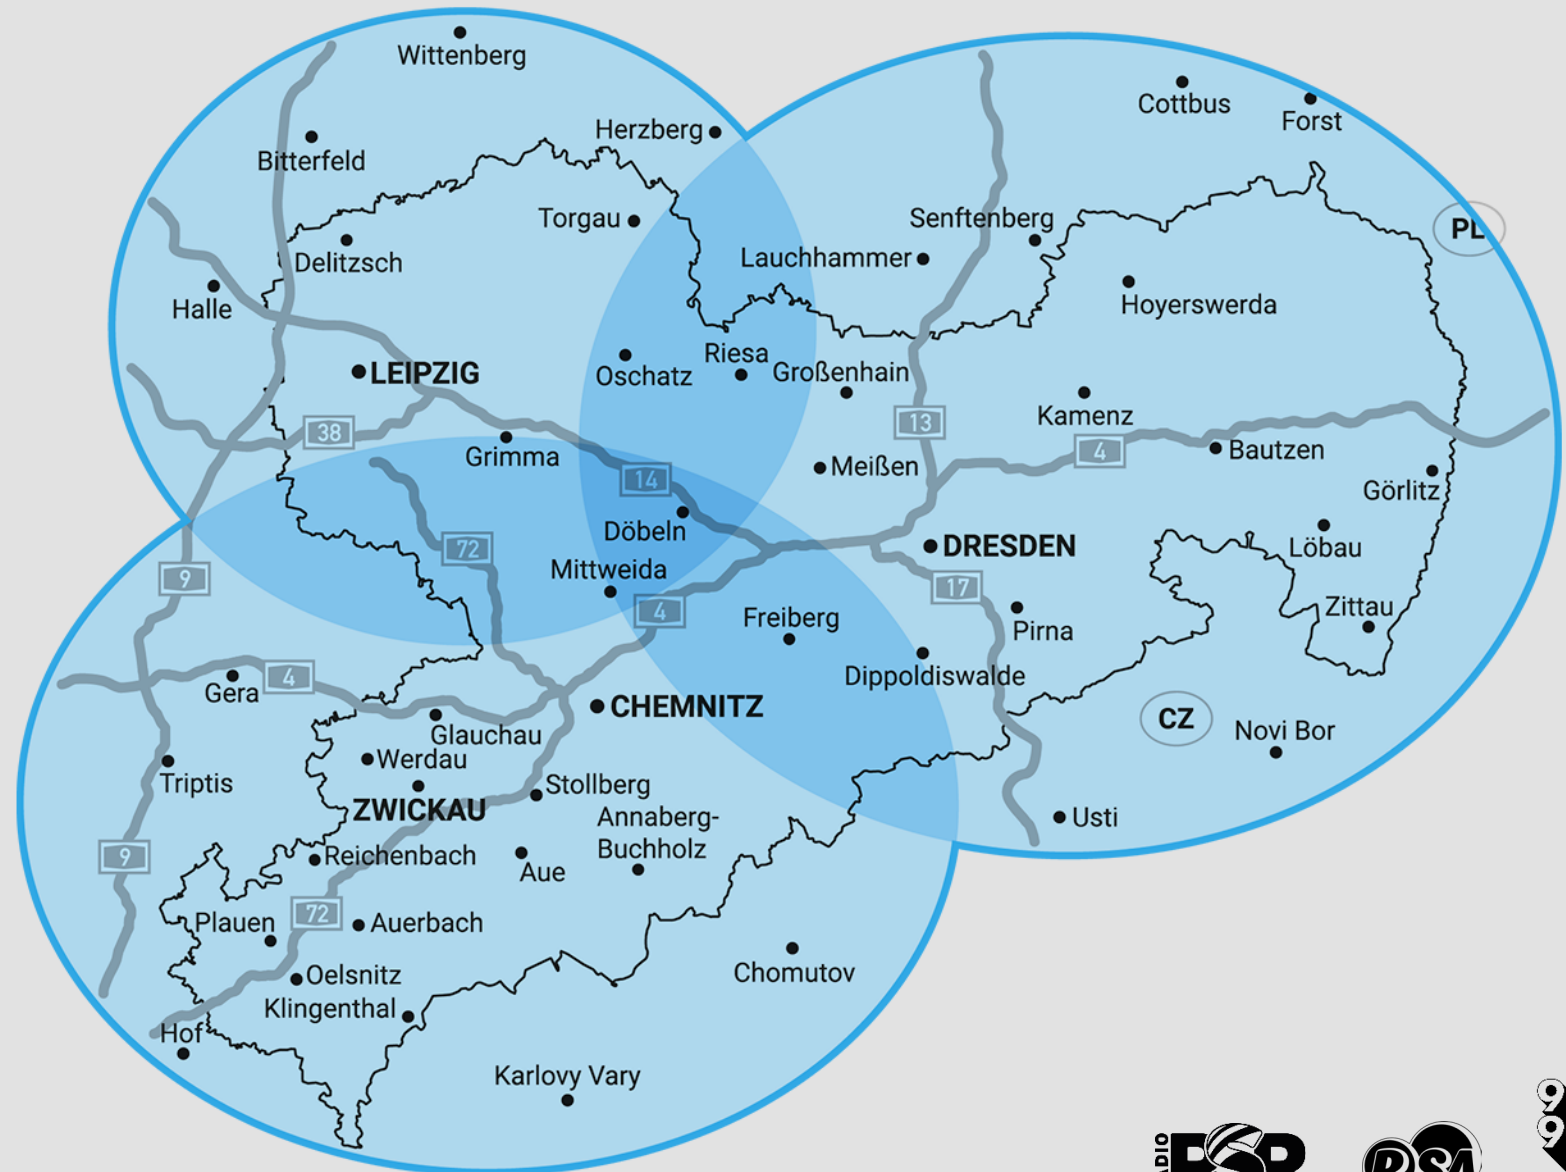 Wittenberg
Cottbus
Forst
Herzberg
Bitterfeld
Torgau
Senftenberg
PL
Delitzsch
Lauchhammer
Halle
Hoyerswerda
LEIPZIG
Riesa
Oschatz
Großenhain
Kamenz
38
13
4
Grimma
Bautzen
Meißen
14
Görlitz
Döbeln
72
DRESDEN
Löbau
Mittweida
9
17
4
Zittau
Freiberg
Pirna
Dippoldiswalde
4
Gera
CHEMNITZ
CZ
Novi Bor
Glauchau
Werdau
Triptis
Stollberg
ZWICKAU
Annaberg-
Buchholz
Usti
9
Reichenbach
Aue
72
Plauen
Auerbach
Oelsnitz
Chomutov
Klingenthal
Hof
Karlovy Vary